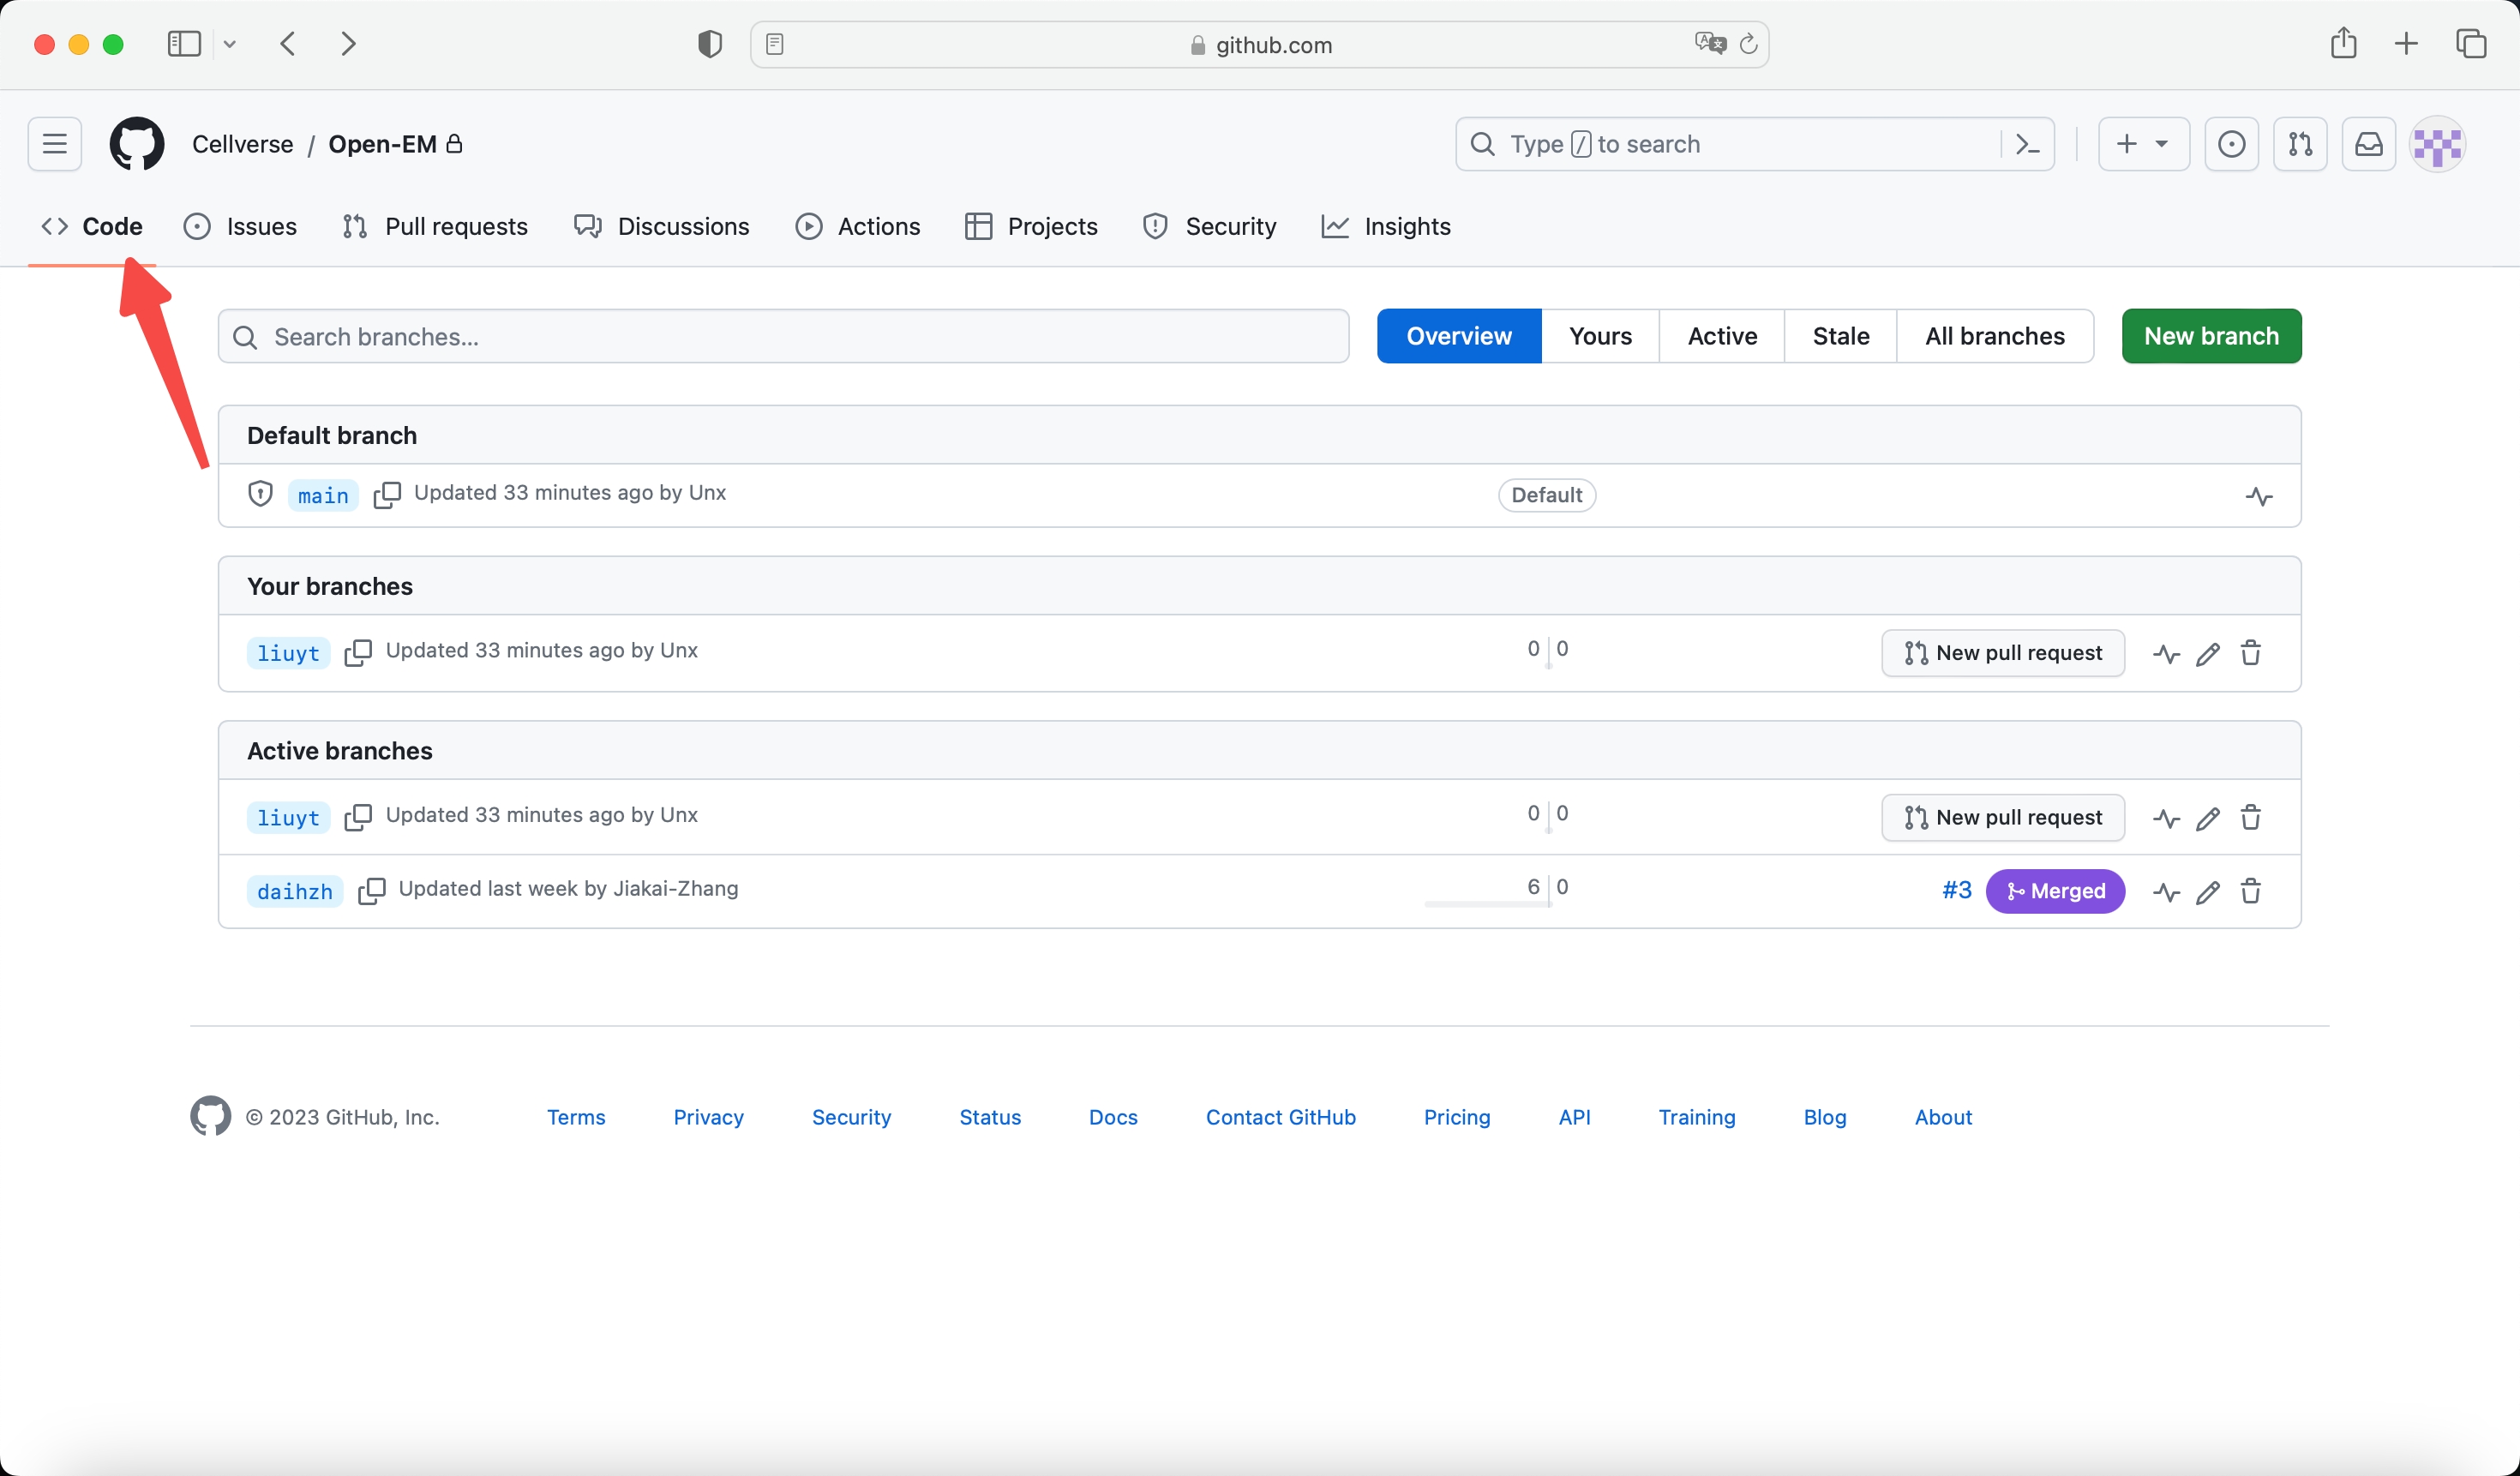 github.com
Cellverse / Open-EM
Type / to search
Code Issues Pull requests Discussions Actions Projects Security Insights
Search branches...
Overview Yours Active Stale All branches New branch
Default branch
main Updated 33 minutes ago by Unx Default
Your branches
liuyt Updated 33 minutes ago by Unx 0 0 New pull request
Active branches
liuyt Updated 33 minutes ago by Unx 0 0 New pull request
daihzh Updated last week by Jiakai-Zhang 6 0 #3 Merged
© 2023 GitHub, Inc. Terms Privacy Security Status Docs Contact GitHub Pricing API Training Blog About